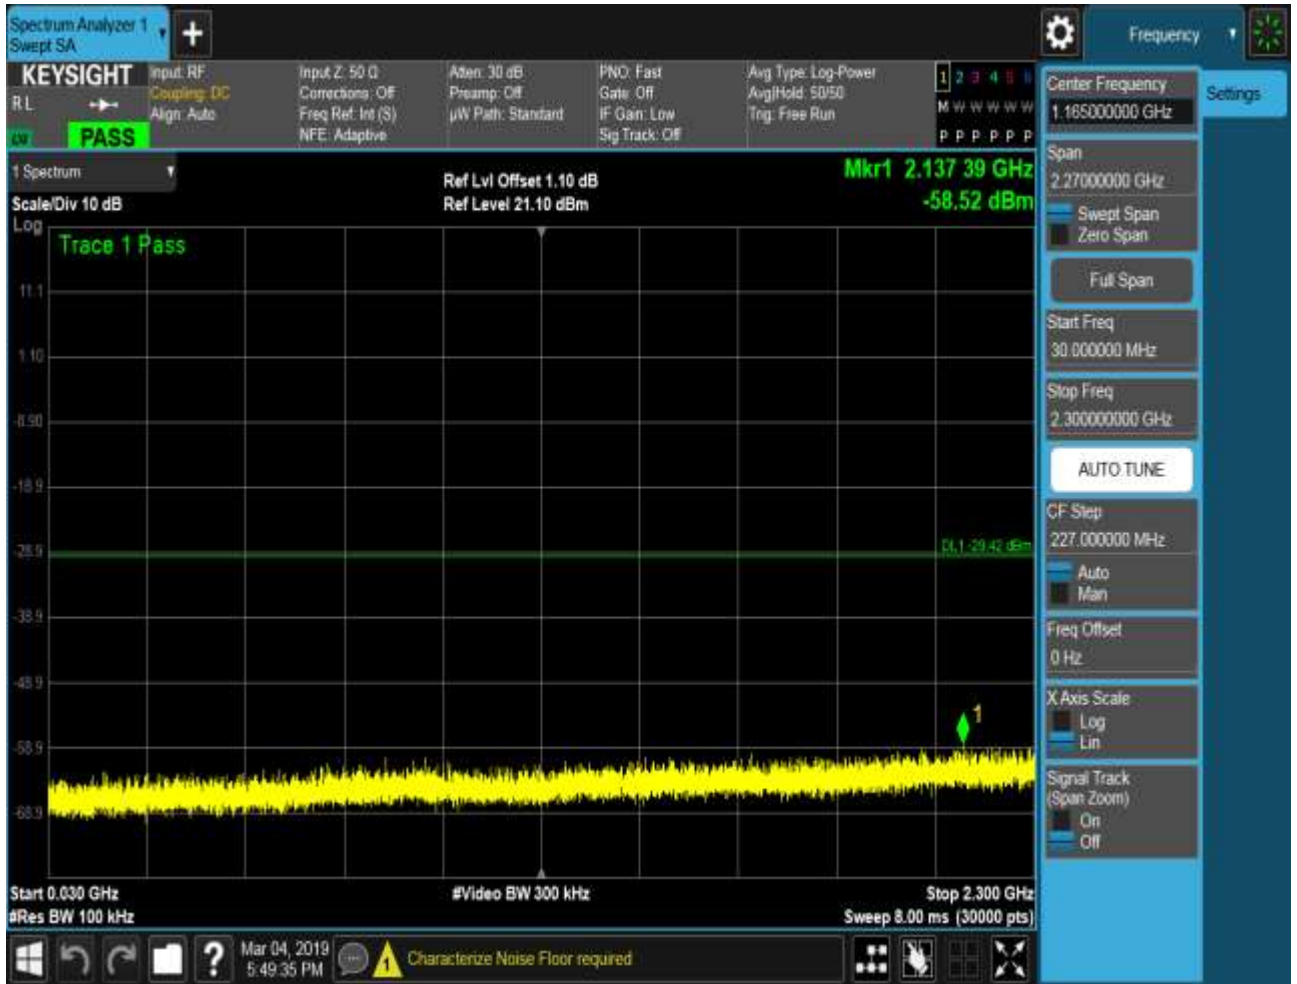 Spectrum Analyzer 1
Swept SA
Frequency
KEYSIGHT
R L
PASS
Input: RF
Coupling: DC
Align: Auto
Input Z: 50 Ω
Corrections: Off
Freq Ref: Int (S)
NFE: Adaptive
Atten: 30 dB
Preamp: Off
µW Path: Standard
PNO: Fast
Gate: Off
IF Gain: Low
Sig Track: Off
Avg Type: Log-Power
Avg|Hold: 50/50
Trig: Free Run
1 2 3 4 5 6
M W W W W W
P P P P P P
1 Spectrum
Scale/Div 10 dB
Log
Ref Lvl Offset 1.10 dB
Ref Level 21.10 dBm
Mkr1 2.137 39 GHz
-58.52 dBm
Trace 1 Pass
11.1
1.10
-8.90
-18.9
-28.9
DL1 -29.42 dBm
-38.9
-48.9
1
-58.9
-68.9
Start 0.030 GHz
#Video BW 300 kHz
Stop 2.300 GHz
#Res BW 100 kHz
Sweep 8.00 ms (30000 pts)
Mar 04, 2019
5:49:35 PM
?
1
Characterize Noise Floor required
Center Frequency
1.165000000 GHz
Settings
Span
2.27000000 GHz
Swept Span
Zero Span
Full Span
Start Freq
30.000000 MHz
Stop Freq
2.300000000 GHz
AUTO TUNE
CF Step
227.000000 MHz
Auto
Man
Freq Offset
0 Hz
X Axis Scale
Log
Lin
Signal Track
(Span Zoom)
On
Off